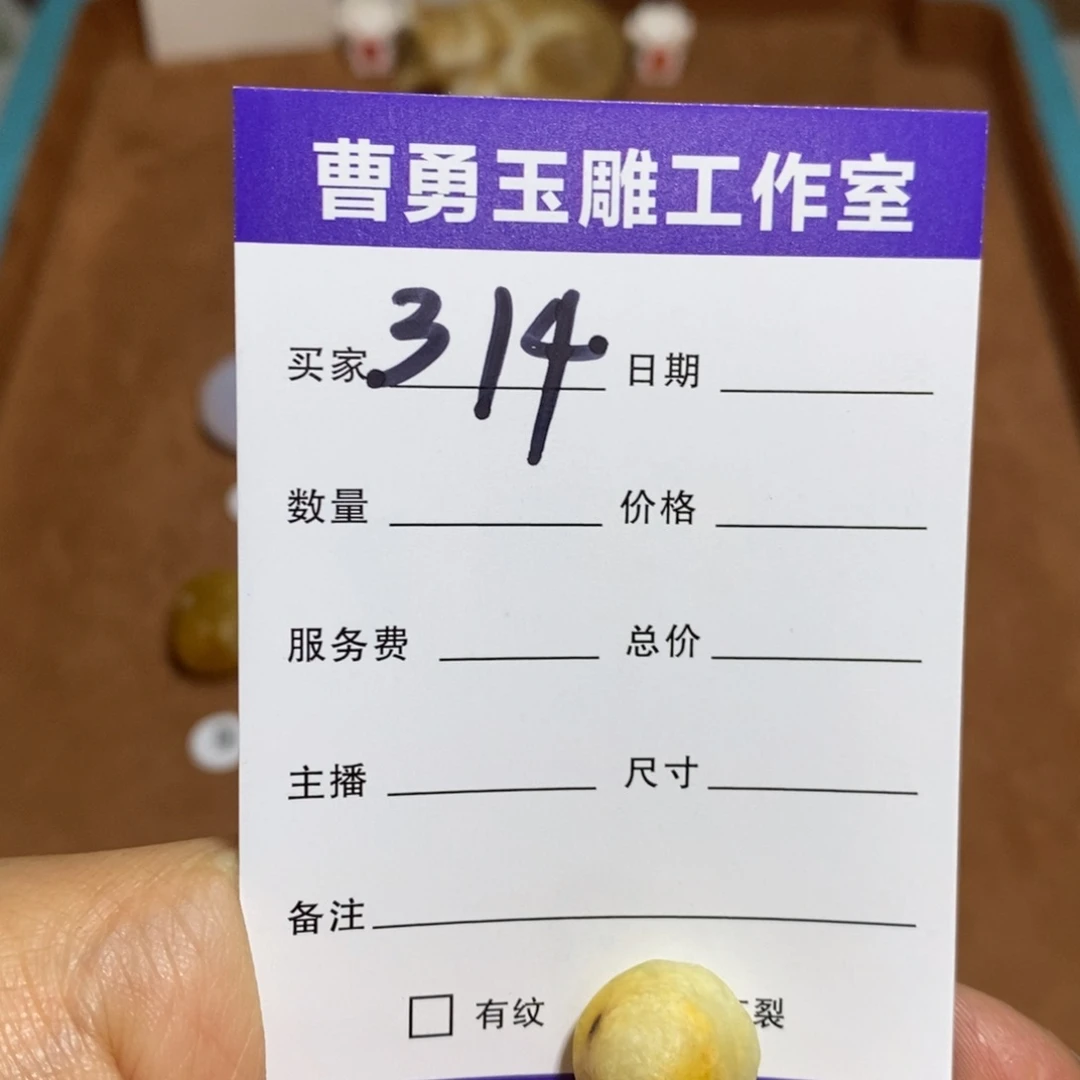 曹勇玉雕工作室
买家 314 日期
数量 价格
服务费 总价
主播 尺寸
备注
有纹 裂